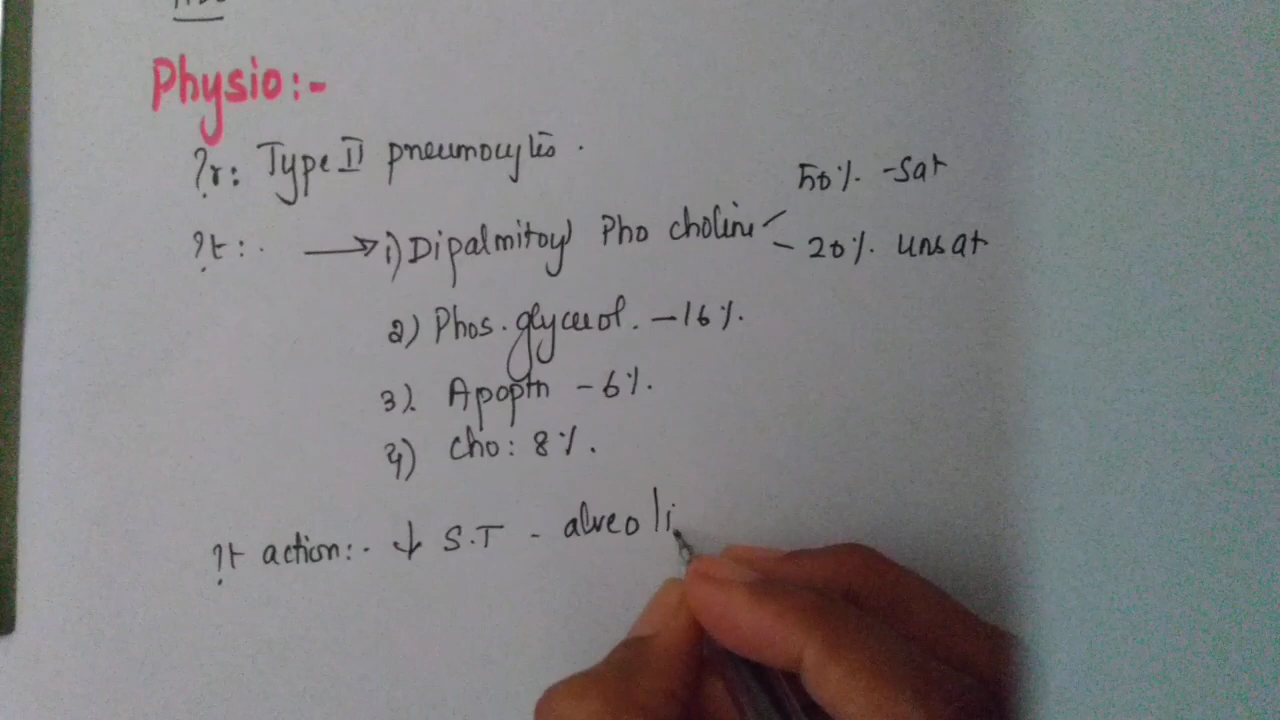 Physio:-
?r: Type II pneumocytes.
?t:. → 1) Dipalmitoyl Pho choline
50% - Sat
- 20% unsat
2) Phos. glycerol. - 16%.
3). Apoptn - 6%.
4) Cho: 8%.
?t action:. ↓ S.T - alveoli